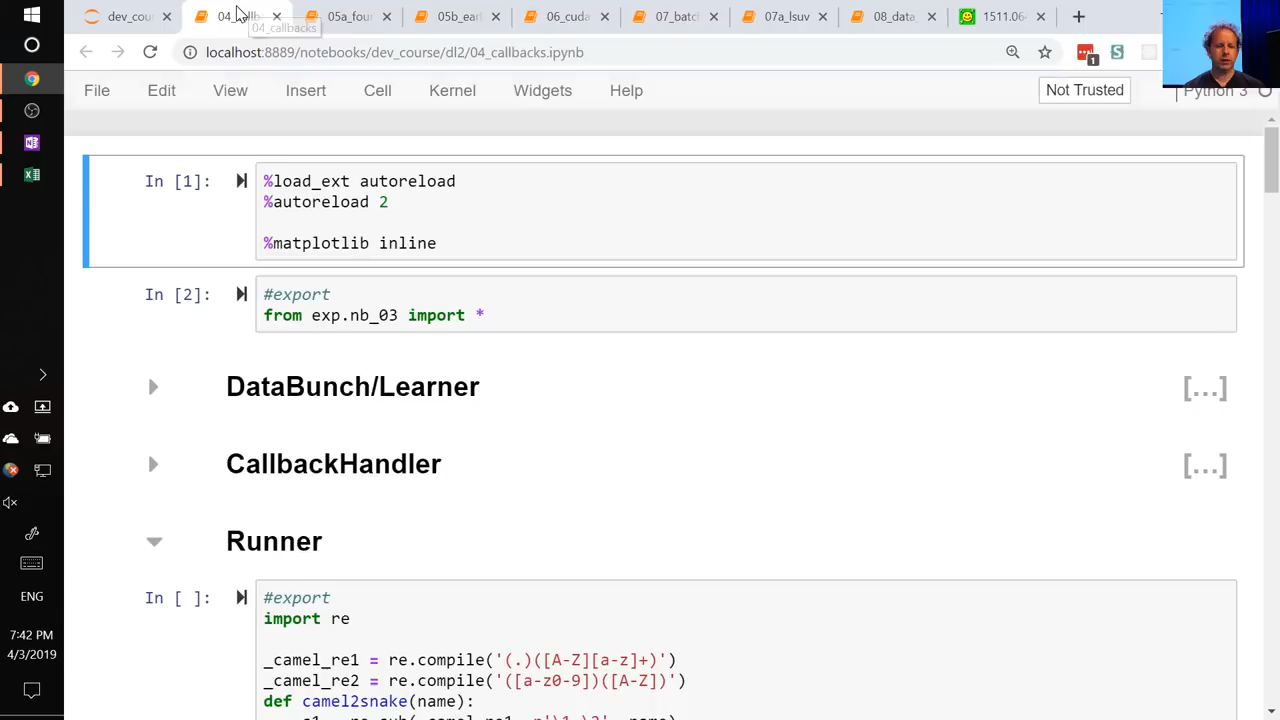 dev_cour
04_callb
05a_four
05b_earl
06_cuda
07_batc
07a_lsuv
08_data
1511.06
04_callbacks
localhost:8889/notebooks/dev_course/dl2/04_callbacks.ipynb
1
S
File Edit View Insert Cell Kernel Widgets Help
Not Trusted
Python 3
In [1]:
%load_ext autoreload
%autoreload 2
%matplotlib inline
In [2]:
#export
from exp.nb_03 import *
DataBunch/Learner
[...]
CallbackHandler
[...]
Runner
In [ ]:
#export
import re
_camel_re1 = re.compile('(.)([A-Z][a-z]+)')
_camel_re2 = re.compile('([a-z0-9])([A-Z])')
def camel2snake(name):
ENG
7:42 PM
4/3/2019